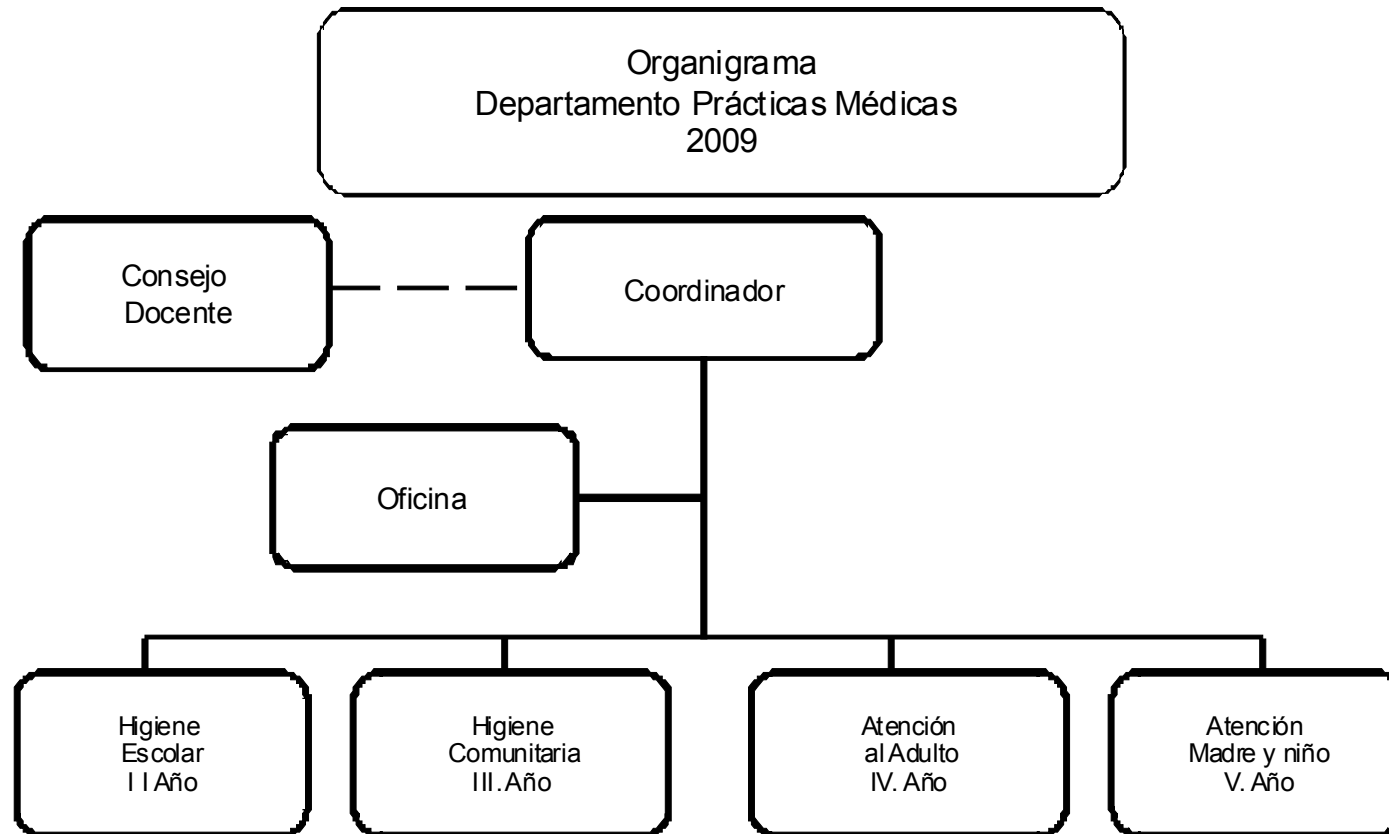 Organigrama
Departamento Prácticas Médicas
2009
Consejo
Docente
Coordinador
Oficina
Higiene
Escolar
I I Año
Higiene
Comunitaria
III. Año
Atención
al Adulto
IV. Año
Atención
Madre y niño
V. Año